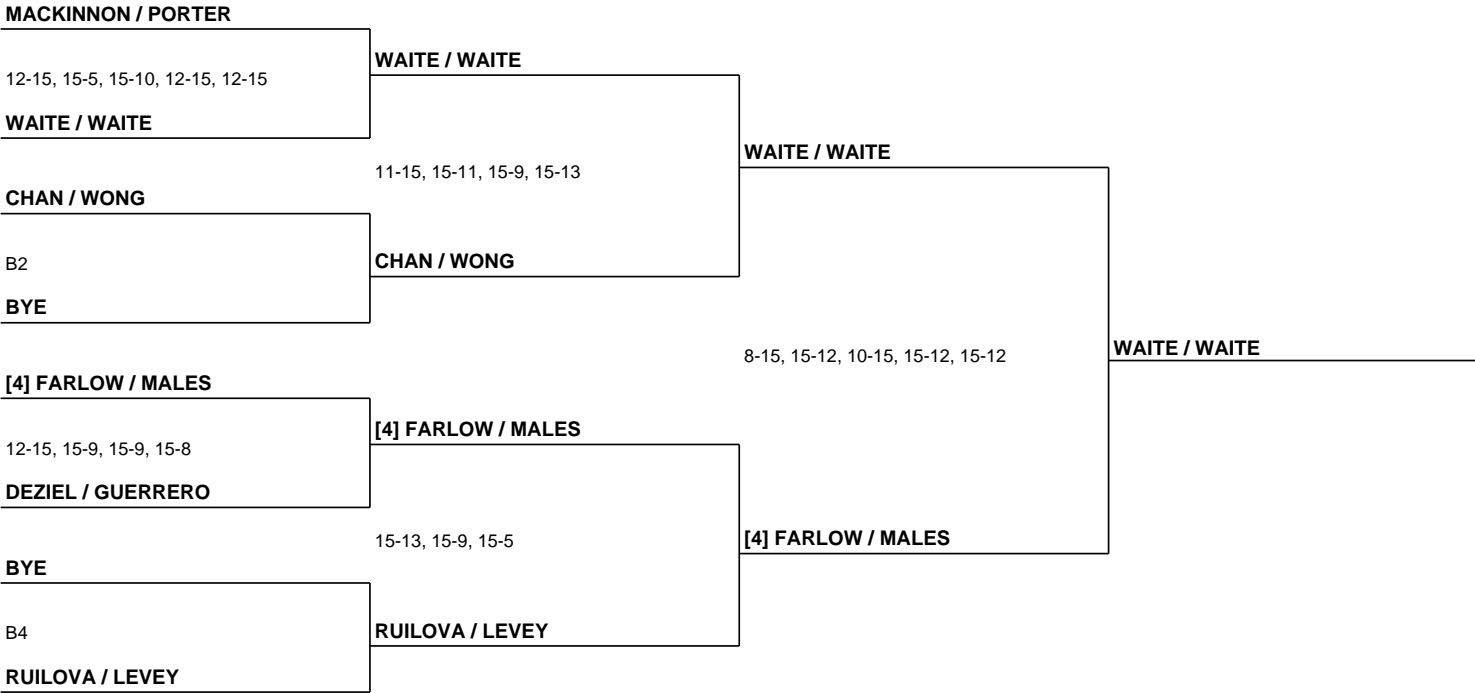 MACKINNON / PORTER
12-15, 15-5, 15-10, 12-15, 12-15
WAITE / WAITE
CHAN / WONG
B2
BYE
[4] FARLOW / MALES
12-15, 15-9, 15-9, 15-8
DEZIEL / GUERRERO
BYE
B4
RUILOVA / LEVEY
WAITE / WAITE
11-15, 15-11, 15-9, 15-13
CHAN / WONG
[4] FARLOW / MALES
15-13, 15-9, 15-5
RUILOVA / LEVEY
WAITE / WAITE
8-15, 15-12, 10-15, 15-12, 15-12
[4] FARLOW / MALES
WAITE / WAITE